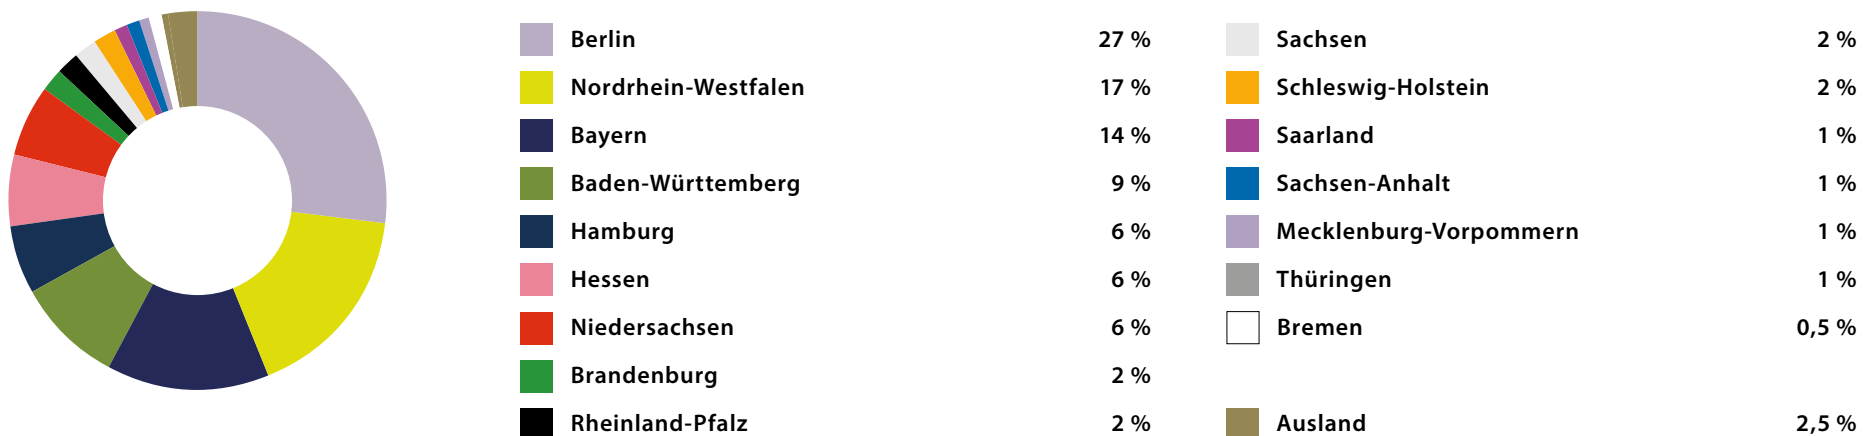 Berlin 27 %
Nordrhein-Westfalen 17 %
Bayern 14 %
Baden-Württemberg 9 %
Hamburg 6 %
Hessen 6 %
Niedersachsen 6 %
Brandenburg 2 %
Rheinland-Pfalz 2 %
Sachsen 2 %
Schleswig-Holstein 2 %
Saarland 1 %
Sachsen-Anhalt 1 %
Mecklenburg-Vorpommern 1 %
Thüringen 1 %
Bremen 0,5 %
Ausland 2,5 %